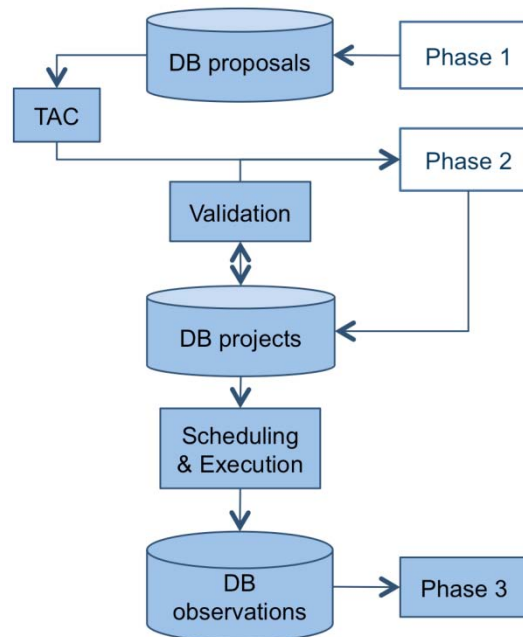 DB proposals
Phase 1
TAC
Phase 2
Validation
DB projects
Scheduling
& Execution
DB
observations
Phase 3